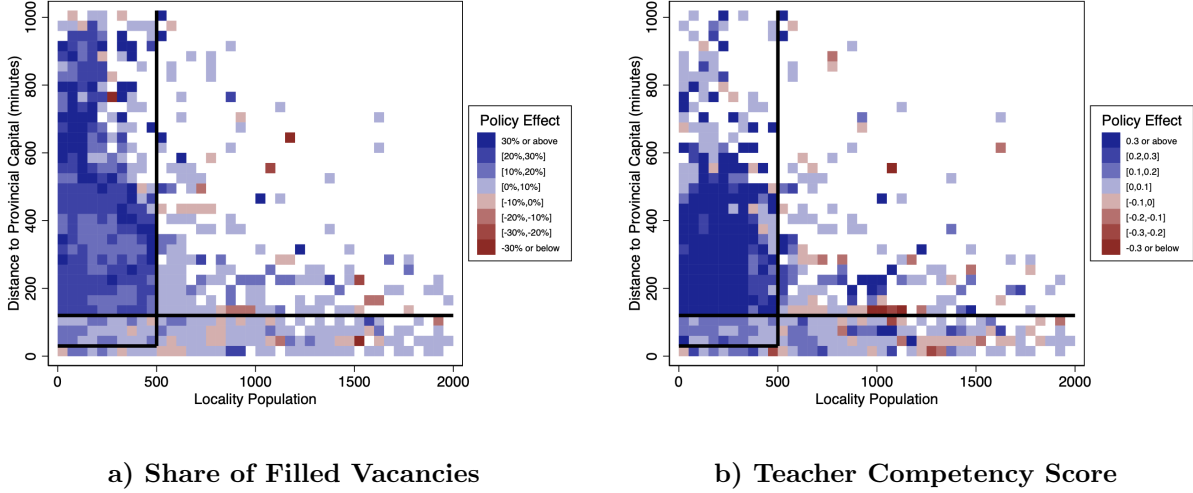 Distance to Provincial Capital (minutes)
1000
800
600
400
200
0
0 500 1000 1500 2000
Locality Population
Policy Effect
30% or above
[20%,30%]
[10%,20%]
[0%,10%]
[-10%,0%]
[-20%,-10%]
[-30%,-20%]
-30% or below
a) Share of Filled Vacancies
Distance to Provincial Capital (minutes)
1000
800
600
400
200
0
0 500 1000 1500 2000
Locality Population
Policy Effect
0.3 or above
[0.2,0.3]
[0.1,0.2]
[0,0.1]
[-0.1,0]
[-0.2,-0.1]
[-0.3,-0.2]
-0.3 or below
b) Teacher Competency Score